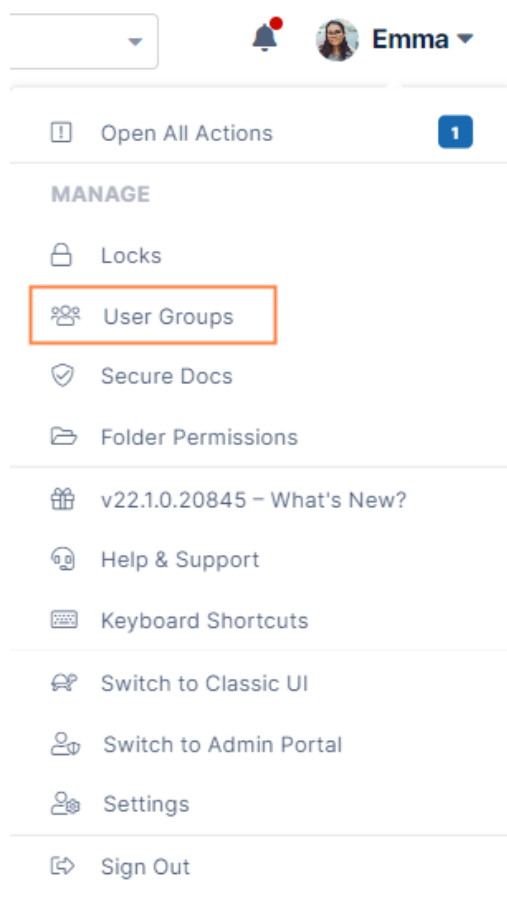 Emma
Open All Actions 1
MANAGE
Locks
User Groups
Secure Docs
Folder Permissions
v22.1.0.20845 – What's New?
Help & Support
Keyboard Shortcuts
Switch to Classic UI
Switch to Admin Portal
Settings
Sign Out